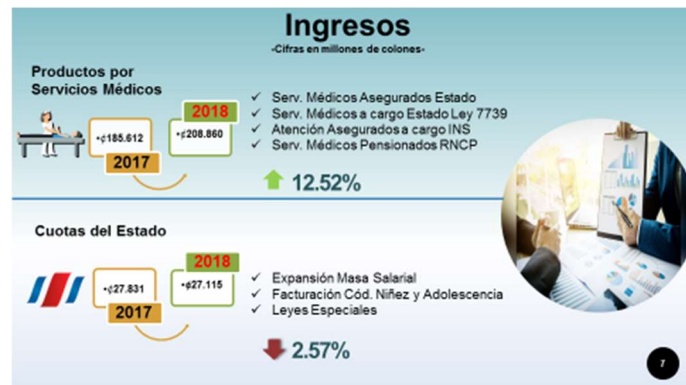 Ingresos
-Cifras en millones de colones-
Productos por
Servicios Médicos
•¢185.612
2017
2018
•¢208.860
✓ Serv. Médicos Asegurados Estado
✓ Serv. Médicos a cargo Estado Ley 7739
✓ Atención Asegurados a cargo INS
✓ Serv. Médicos Pensionados RNCP
12.52%
Cuotas del Estado
•¢27.831
2017
2018
•¢27.115
✓ Expansión Masa Salarial
✓ Facturación Cód. Niñez y Adolescencia
✓ Leyes Especiales
2.57%
7